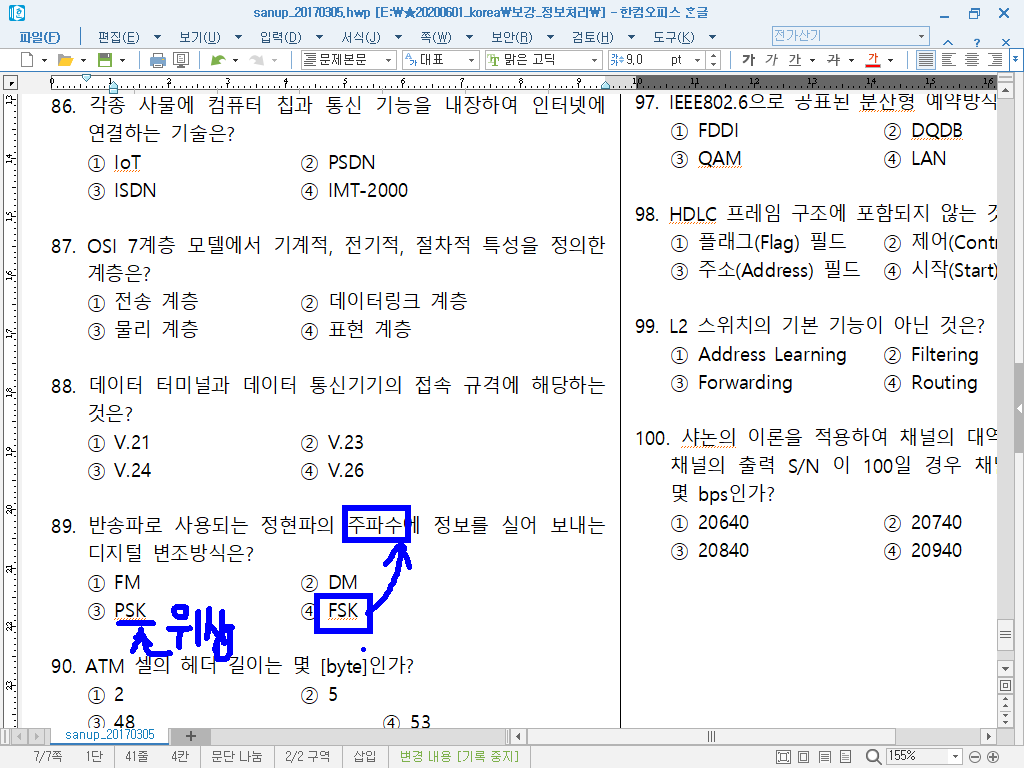 sanup_20170305.hwp [E:₩★20200601_korea₩보강_정보처리₩] - 한컴오피스 흔글
파일(F) 편집(E) 보기(U) 입력(D) 서식(J) 쪽(W) 보안(R) 검토(H) 도구(K) 전가산기
문제본문 대표 맑은 고딕 9,0 pt 가 가 가 가 가
86. 각종 사물에 컴퓨터 칩과 통신 기능을 내장하여 인터넷에
연결하는 기술은?
① IoT ② PSDN
③ ISDN ④ IMT-2000
87. OSI 7계층 모델에서 기계적, 전기적, 절차적 특성을 정의한
계층은?
① 전송 계층 ② 데이터링크 계층
③ 물리 계층 ④ 표현 계층
88. 데이터 터미널과 데이터 통신기기의 접속 규격에 해당하는
것은?
① V.21 ② V.23
③ V.24 ④ V.26
89. 반송파로 사용되는 정현파의 주파수에 정보를 실어 보내는
디지털 변조방식은?
① FM ② DM
③ PSK ④ FSK
위상
90. ATM 셀의 헤더 길이는 몇 [byte]인가?
① 2 ② 5
③ 48 ④ 53
97. IEEE802.6으로 공표된 분산형 예약방식
① FDDI ② DQDB
③ QAM ④ LAN
98. HDLC 프레임 구조에 포함되지 않는
① 플래그(Flag) 필드 ② 제어(Contr
③ 주소(Address) 필드 ④ 시작(Start)
99. L2 스위치의 기본 기능이 아닌 것은?
① Address Learning ② Filtering
③ Forwarding ④ Routing
100. 샤논의 이론을 적용하여 채널의 대역
채널의 출력 S/N 이 100일 경우 채널
몇 bps인가?
① 20640 ② 20740
③ 20840 ④ 20940
sanup_20170305
7/7쪽 1단 41줄 4칸 문단 나눔 2/2 구역 삽입 변경 내용 [기록 중지] 155%